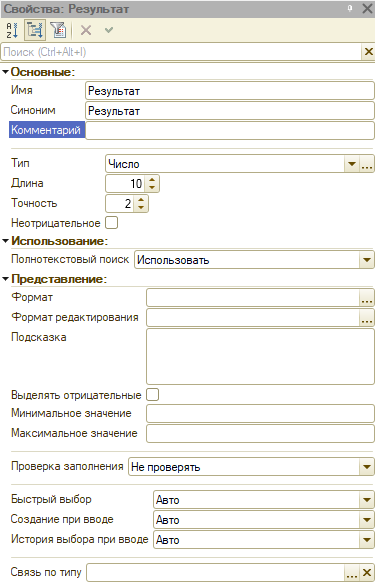 Свойства: Результат
Поиск (Ctrl+Alt+I)
Основные:
Имя Результат
Синоним Результат
Комментарий
Тип Число
Длина 10
Точность 2
Неотрицательное
Использование:
Полнотекстовый поиск Использовать
Представление:
Формат
Формат редактирования
Подсказка
Выделять отрицательные
Минимальное значение
Максимальное значение
Проверка заполнения Не проверять
Быстрый выбор Авто
Создание при вводе Авто
История выбора при вводе Авто
Связь по типу